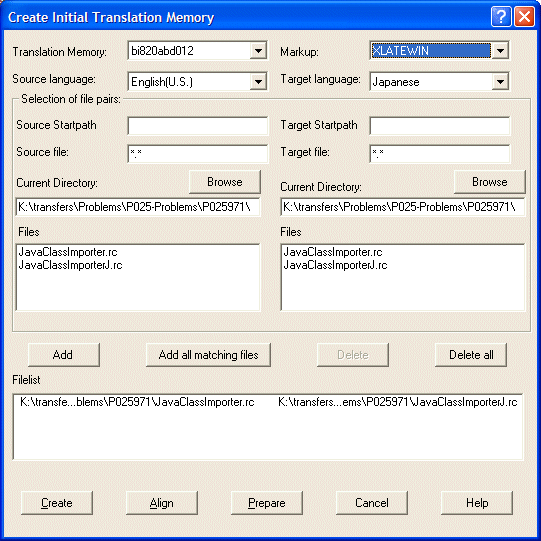 Create Initial Translation Memory
Translation Memory: bi820abd012 Markup: XLATEWIN
Source language: English(U.S.) Target language: Japanese
Selection of file pairs:
Source Startpath Target Startpath
Source file: *.* Target file: *.*
Current Directory: Browse Current Directory: Browse
K:\transfers\Problems\P025-Problems\P025971\ K:\transfers\Problems\P025-Problems\P025971\
Files Files
JavaClassImporter.rc JavaClassImporter.rc
JavaClassImporterJ.rc JavaClassImporterJ.rc
Add Add all matching files Delete Delete all
Filelist
K:\transfe...blems\P025971\JavaClassImporter.rc K:\transfers...ems\P025971\JavaClassImporterJ.rc
Create Align Prepare Cancel Help